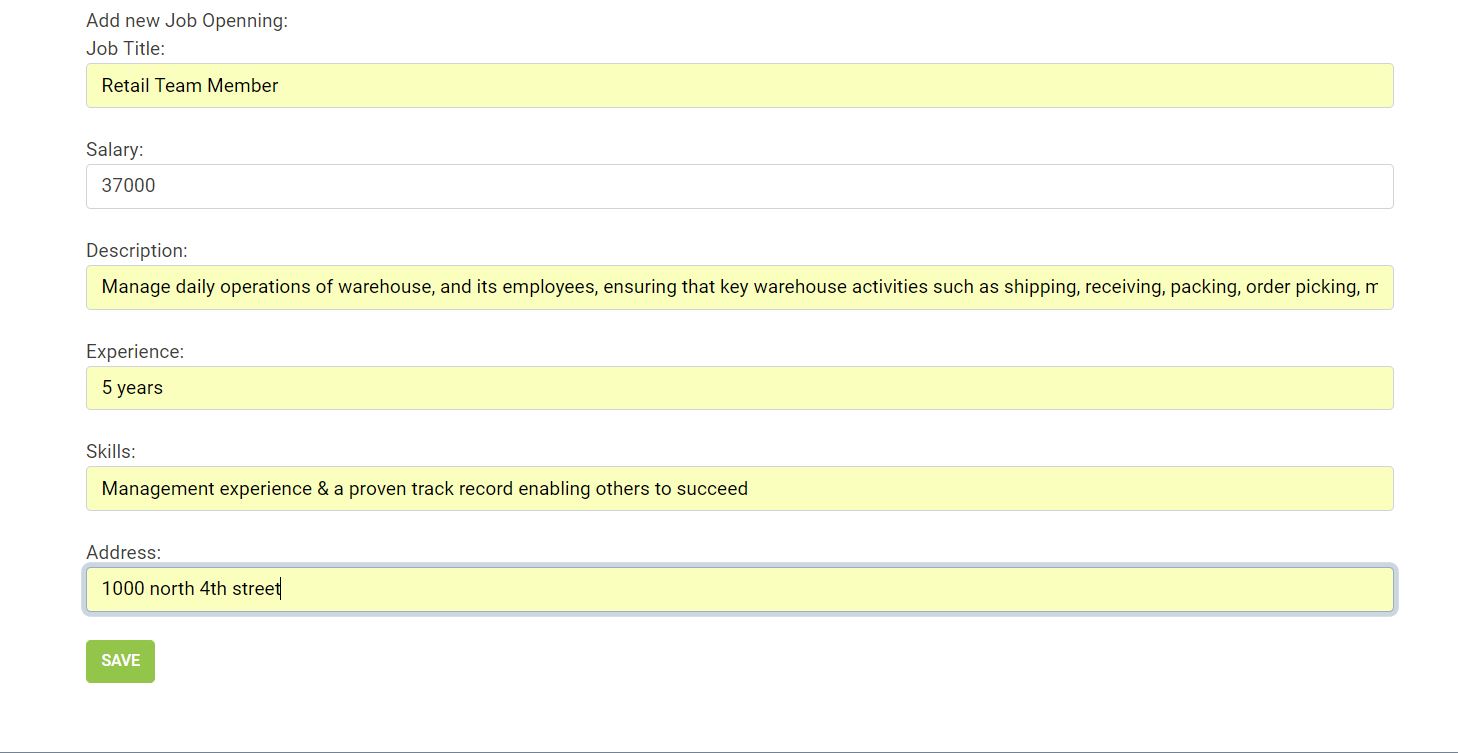 Add new Job Openning:
Job Title:
Retail Team Member
Salary:
37000
Description:
Manage daily operations of warehouse, and its employees, ensuring that key warehouse activities such as shipping, receiving, packing, order picking, m
Experience:
5 years
Skills:
Management experience & a proven track record enabling others to succeed
Address:
1000 north 4th street
SAVE